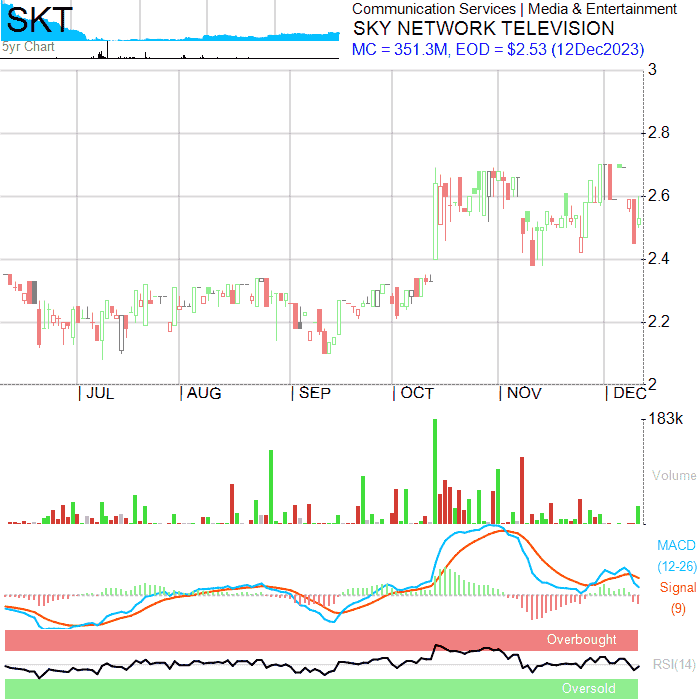 SKT
5yr Chart
Communication Services | Media & Entertainment
SKY NETWORK TELEVISION
MC = 351.3M, EOD = $2.53 (12Dec2023)
3
2.8
2.6
2.4
2.2
2
| JUL | AUG | SEP | OCT | NOV | DEC
183k
Volume
MACD
(12-26)
Signal
(9)
Overbought
RSI(14)
Oversold